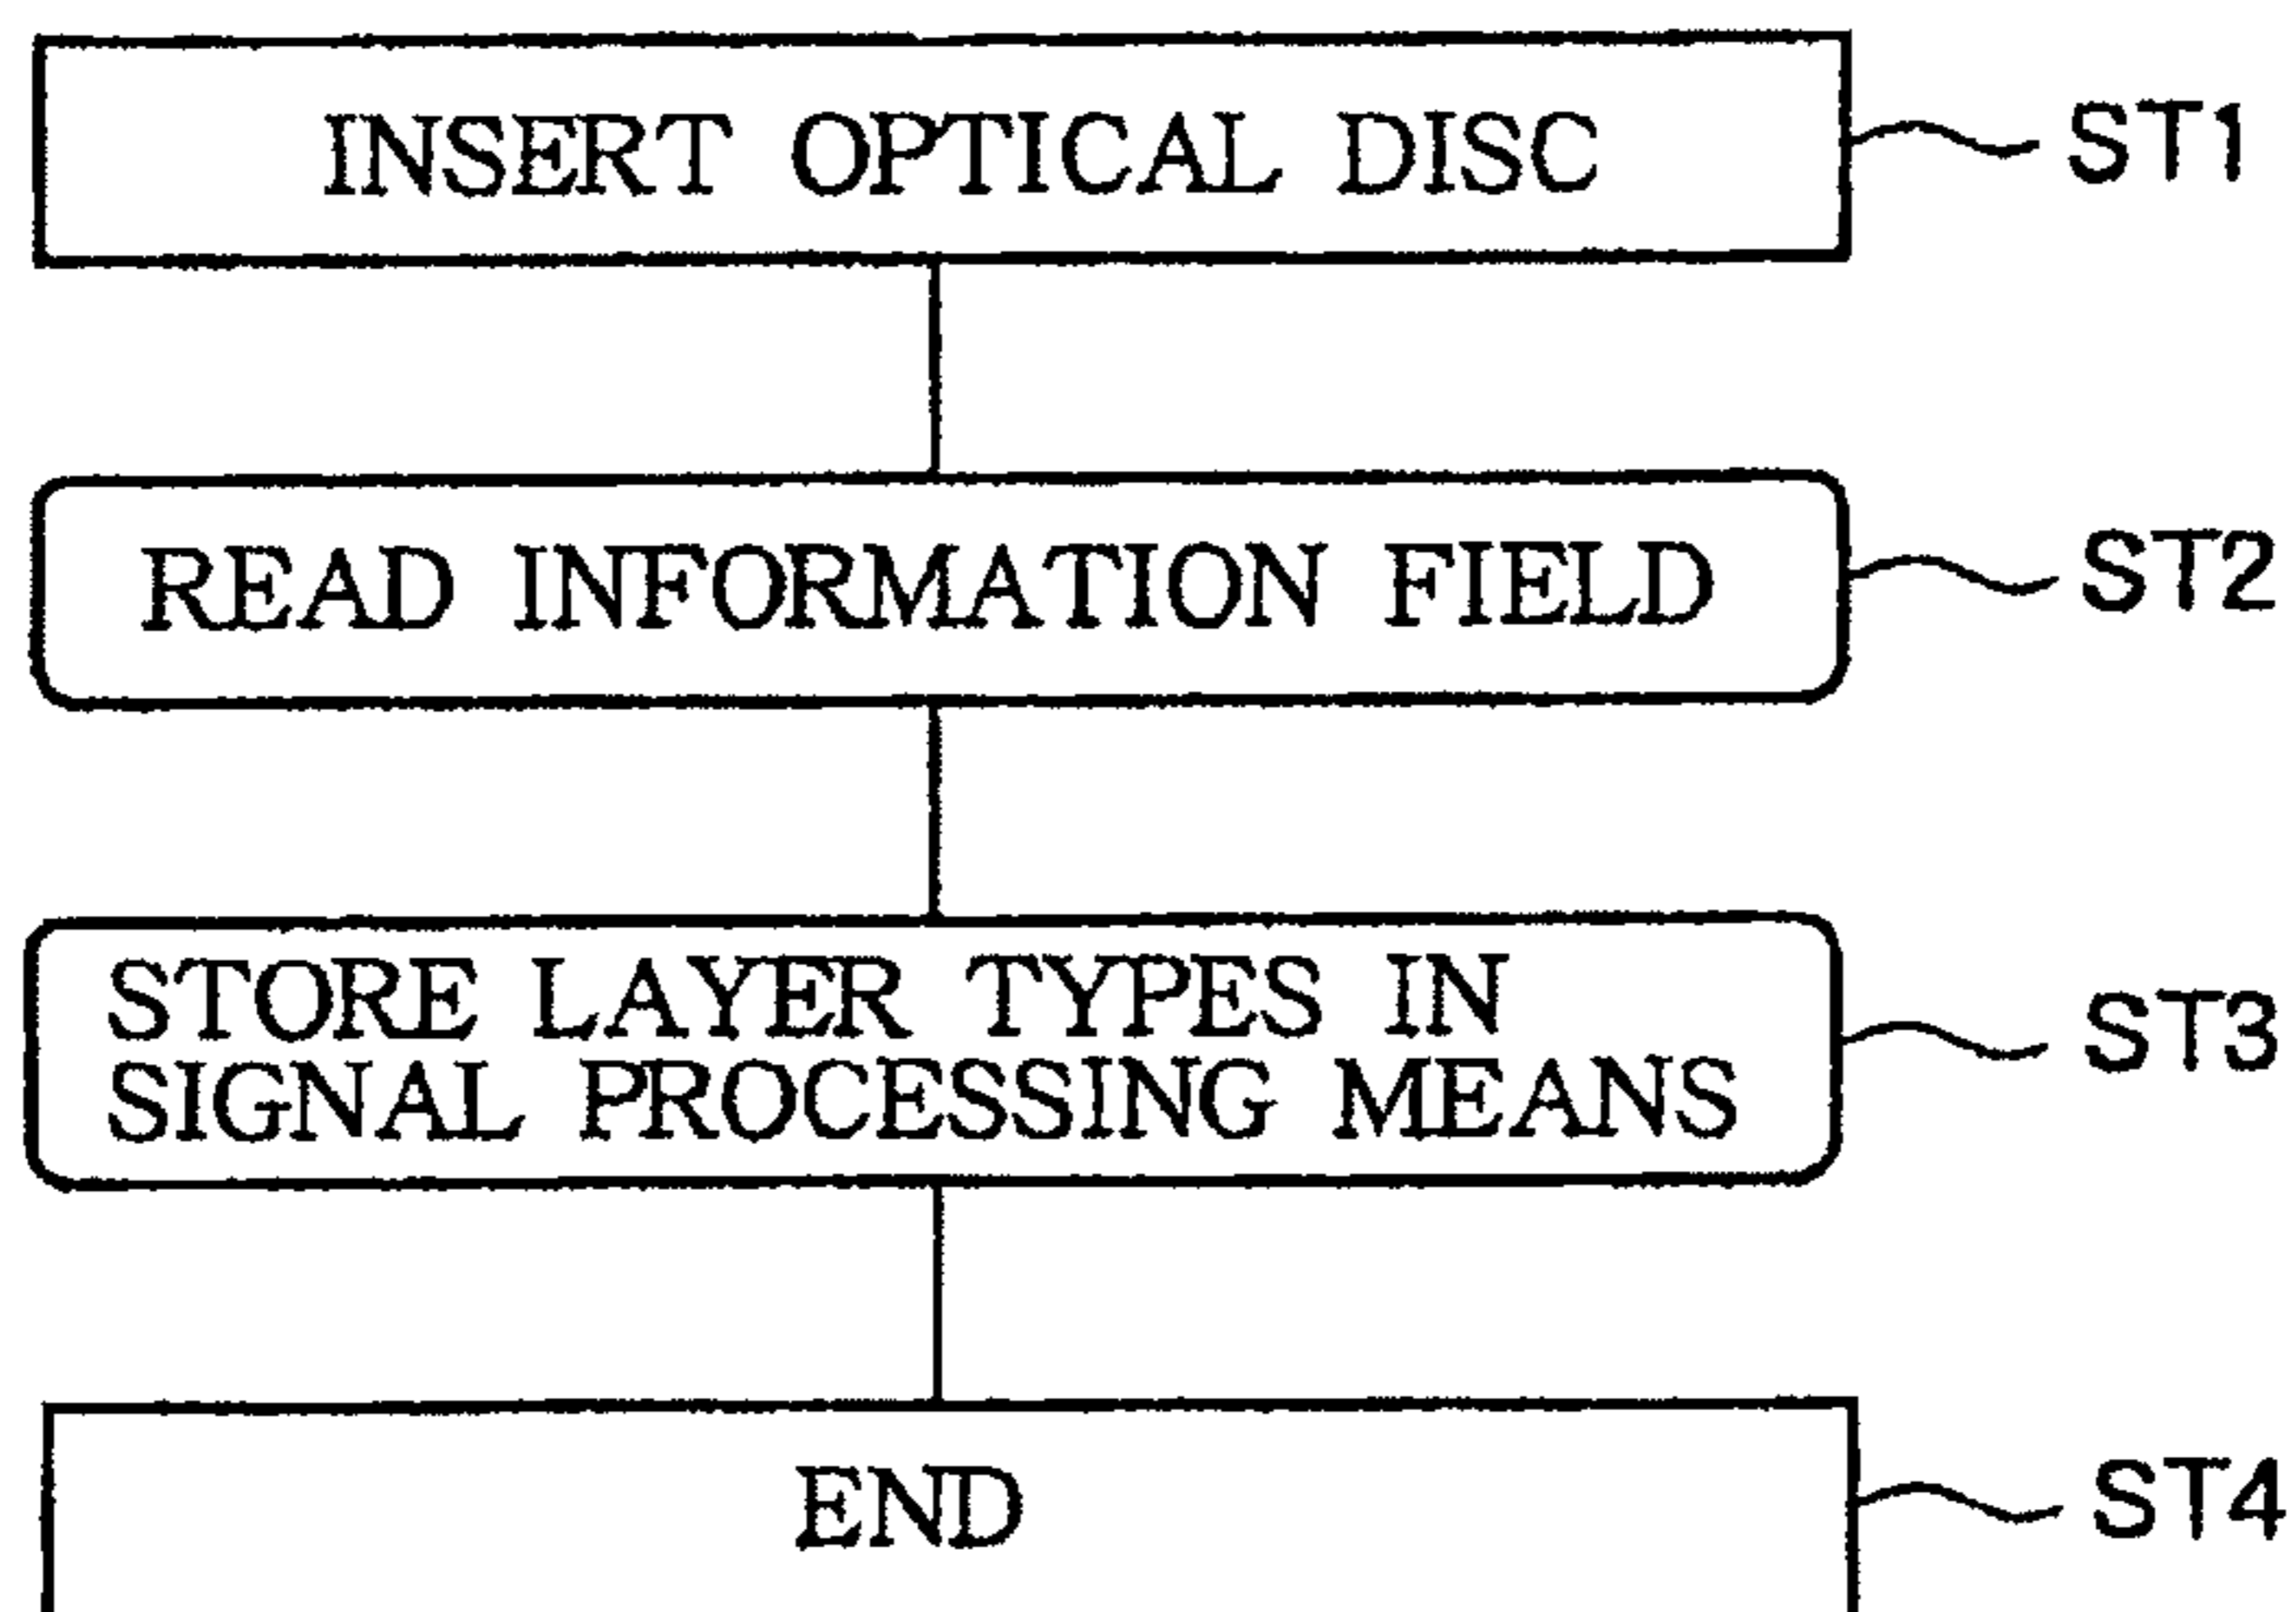 INSERT OPTICAL DISC
ST1
READ INFORMATION FIELD
ST2
STORE LAYER TYPES IN
SIGNAL PROCESSING MEANS
ST3
END
ST4